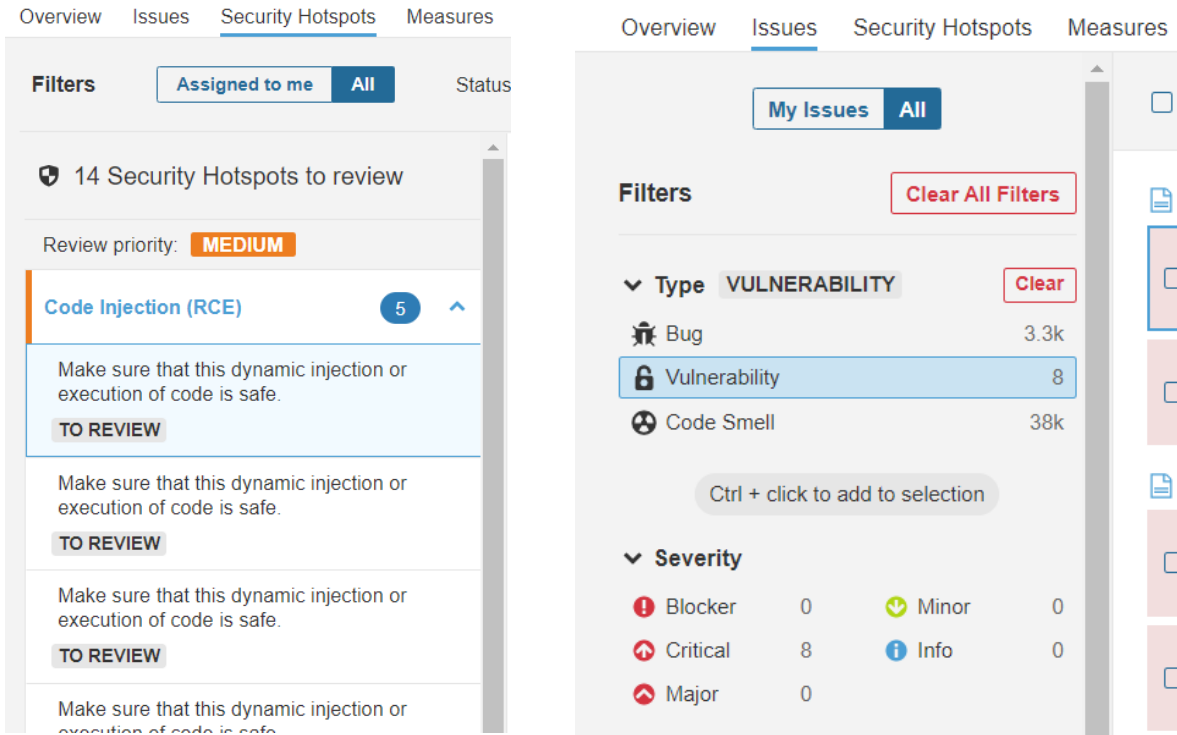 Overview Issues Security Hotspots Measures
Filters Assigned to me All Status
14 Security Hotspots to review
Review priority: MEDIUM
Code Injection (RCE) 5
Make sure that this dynamic injection or
execution of code is safe.
TO REVIEW
Make sure that this dynamic injection or
execution of code is safe.
TO REVIEW
Make sure that this dynamic injection or
execution of code is safe.
TO REVIEW
Make sure that this dynamic injection or
execution of code is safe.
Overview Issues Security Hotspots Measures
My Issues All
Filters Clear All Filters
Type VULNERABILITY Clear
Bug 3.3k
Vulnerability 8
Code Smell 38k
Ctrl + click to add to selection
Severity
Blocker 0 Minor 0
Critical 8 Info 0
Major 0